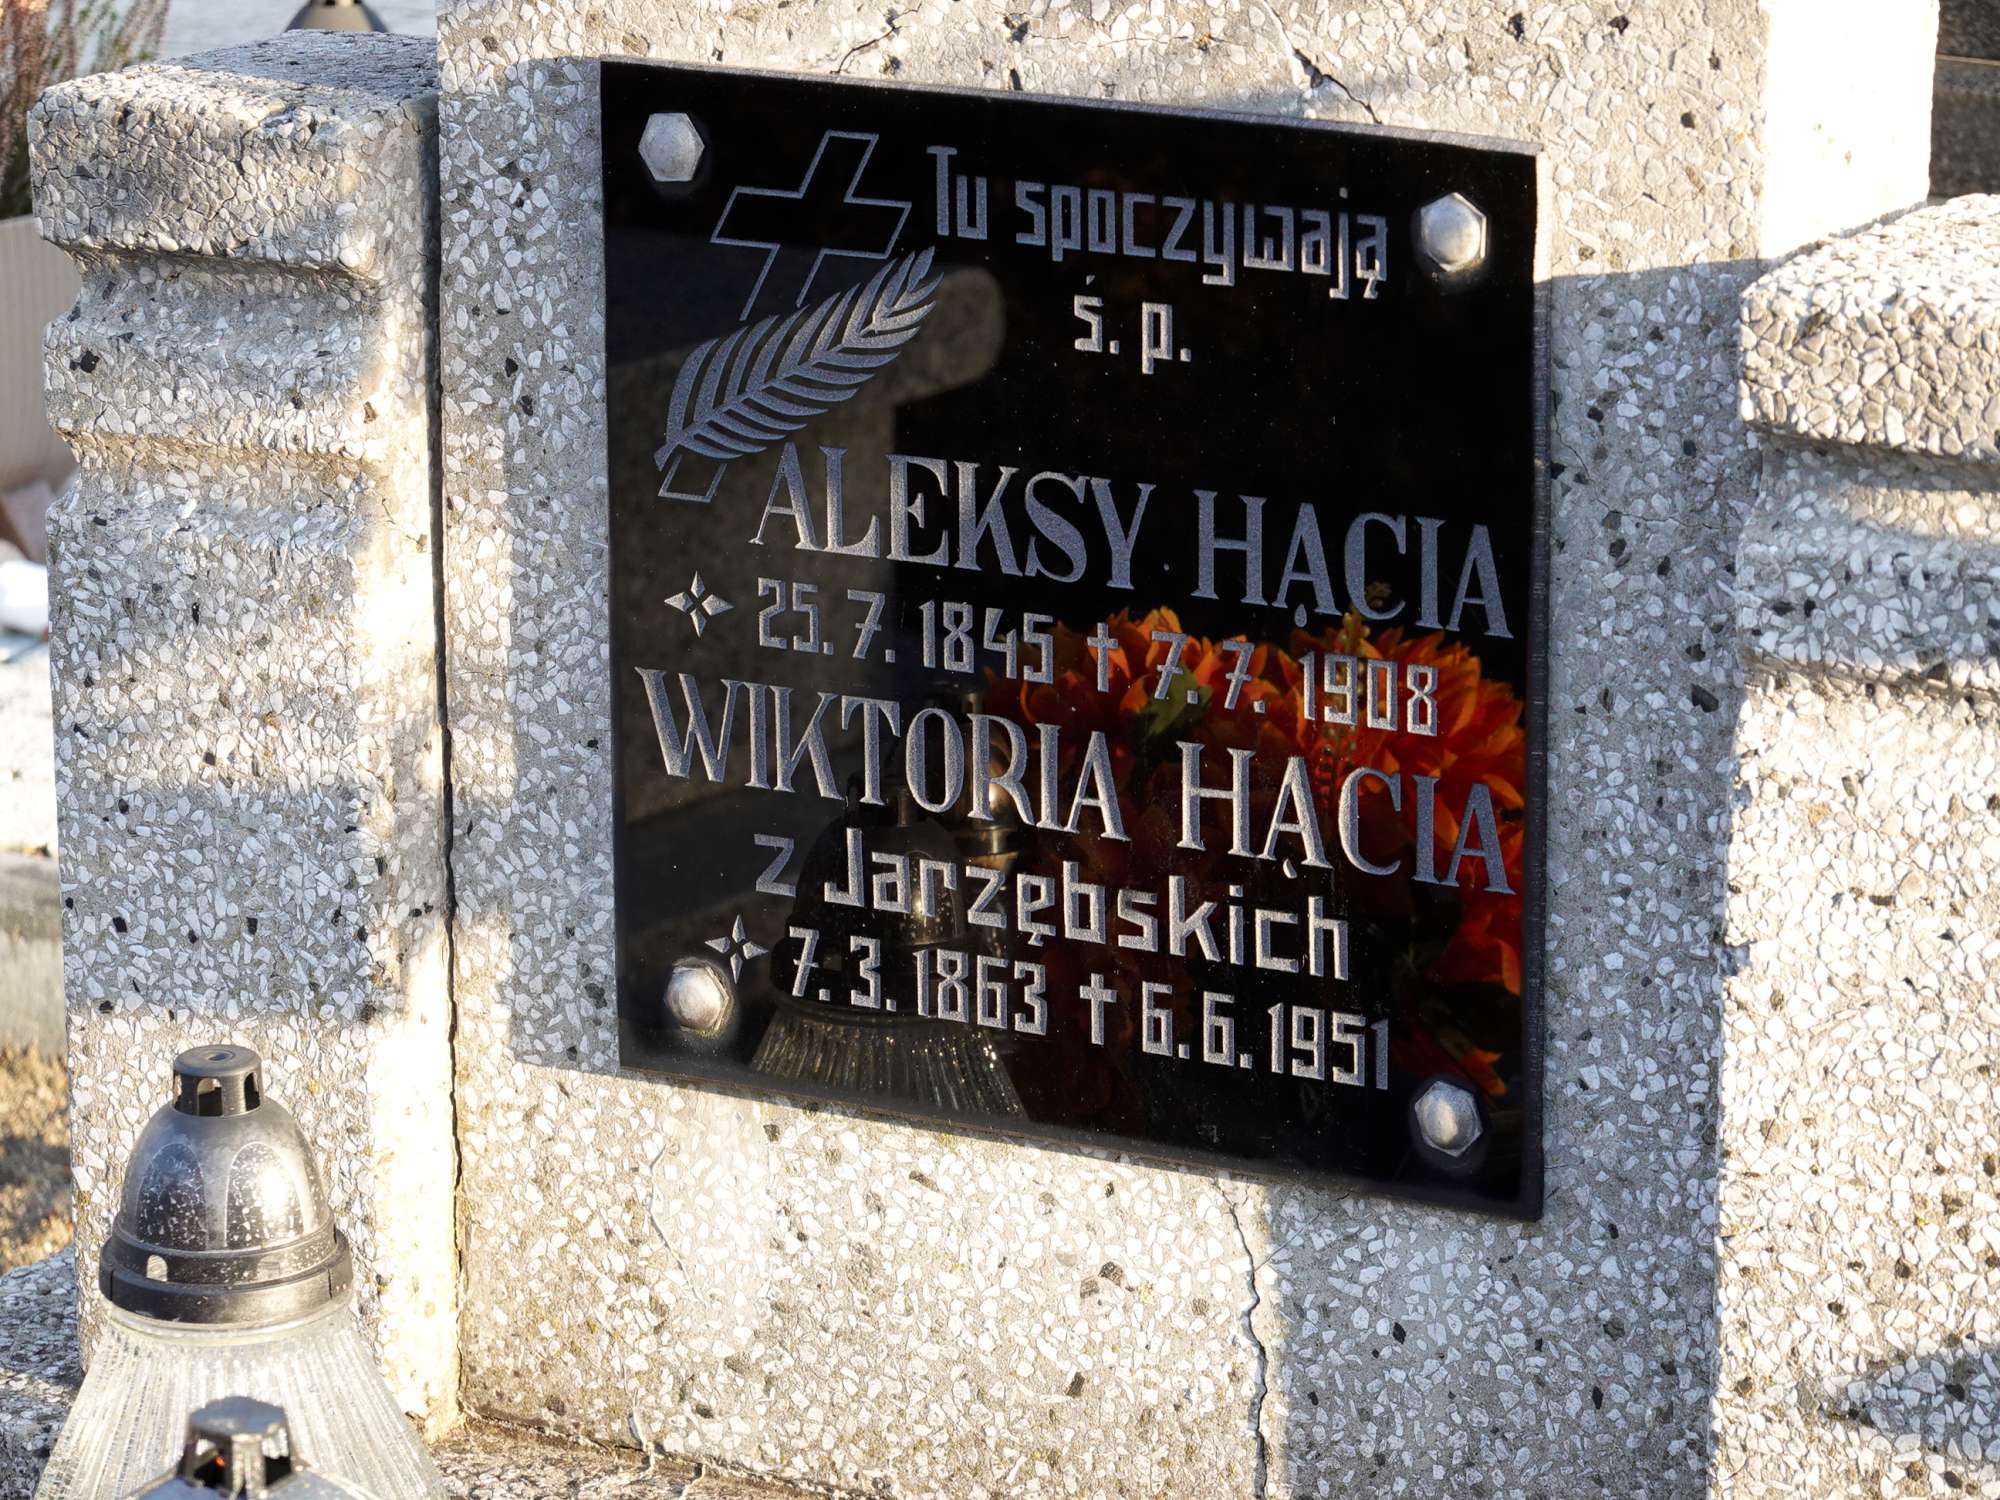 Tu spoczywają
ś. p.
ALEKSY HĄCIA
25. 7. 1845 † 7. 7. 1908
WIKTORIA HĄCIA
z Jarzębskich
7. 3. 1863 † 6. 6. 1951